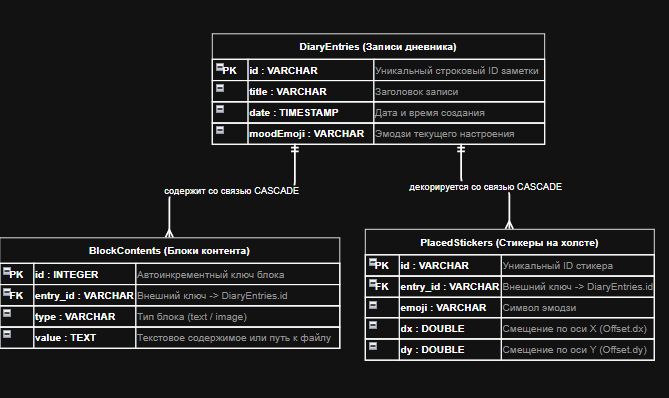 DiaryEntries (Записи дневника)
PK id : VARCHAR Уникальный строковый ID заметки
title : VARCHAR Заголовок записи
date : TIMESTAMP Дата и время создания
moodEmoji : VARCHAR Эмодзи текущего настроения
содержит со связью CASCADE
декорируется со связью CASCADE
BlockContents (Блоки контента)
PK id : INTEGER Автоинкрементный ключ блока
FK entry_id : VARCHAR Внешний ключ -> DiaryEntries.id
type : VARCHAR Тип блока (text / image)
value : TEXT Текстовое содержимое или путь к файлу
PlacedStickers (Стикеры на холсте)
PK id : VARCHAR Уникальный ID стикера
FK entry_id : VARCHAR Внешний ключ -> DiaryEntries.id
emoji : VARCHAR Символ эмодзи
dx : DOUBLE Смещение по оси X (Offset.dx)
dy : DOUBLE Смещение по оси Y (Offset.dy)